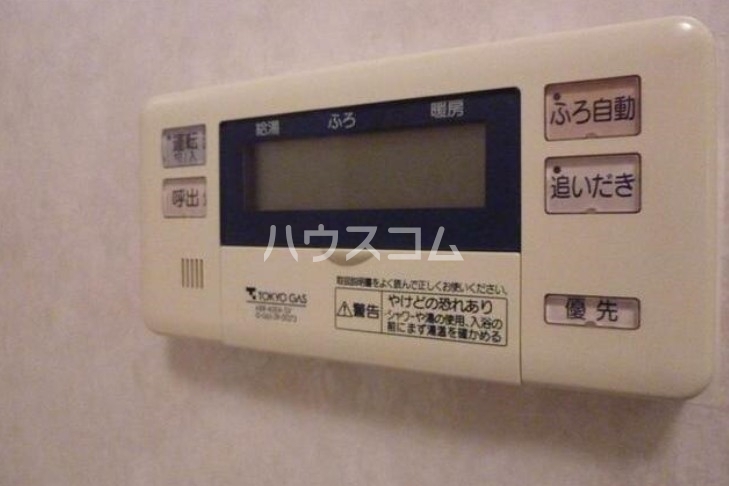 給湯 ふろ 暖房
運転
切/入
呼出
ふろ自動
追いだき
優先
ハウスコム
TOKYO GAS
取扱説明書をよく読んで正しくお使いください。
警告
やけどの恐れあり
シャワーや湯の使用、入浴の
前にまず湯温を確かめる